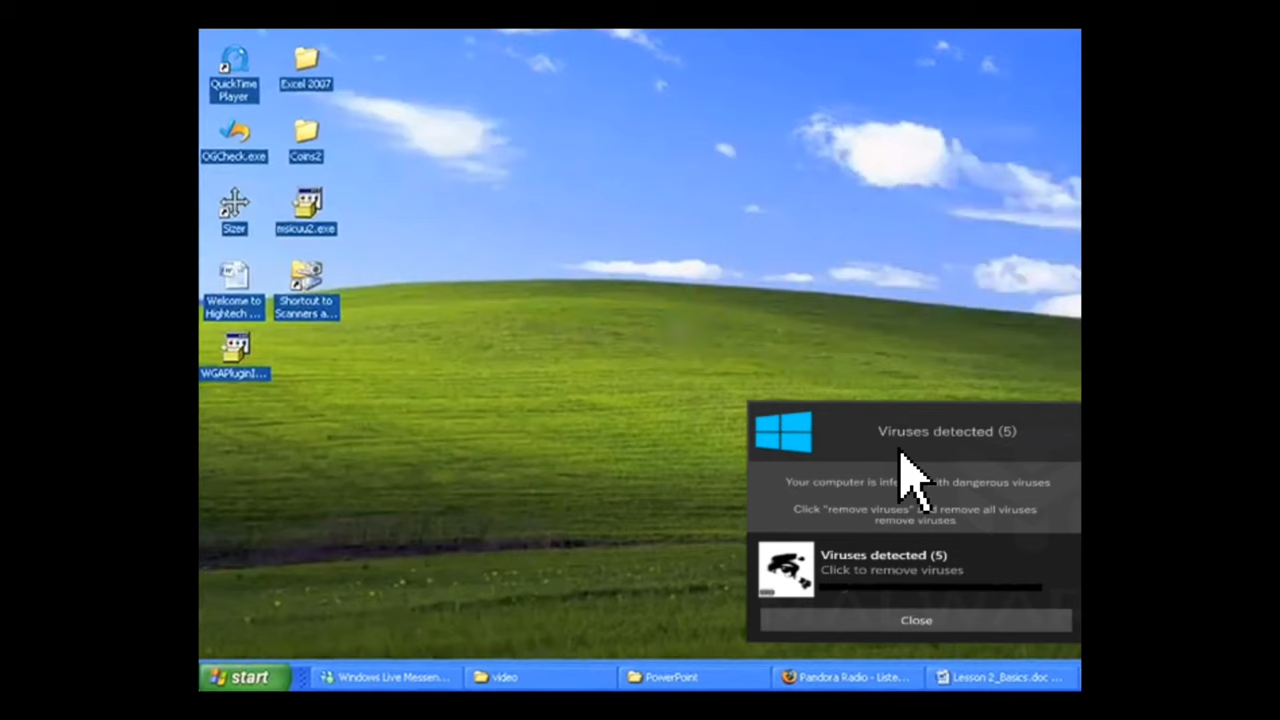 QuickTime
Player
Excel 2007
OGCheck.exe
Coins2
Sizer
msicuu2.exe
Welcome to
Hightech ...
Shortcut to
Scanners a...
WGAPluginI...
Viruses detected (5)
Your computer is with dangerous viruses
Click "remove viruses" remove all viruses
remove viruses.
Viruses detected (5)
Click to remove viruses
Close
start
Windows Live Messen...
video
PowerPoint
Pandora Radio - Liste...
Lesson 2_Basics.doc ...